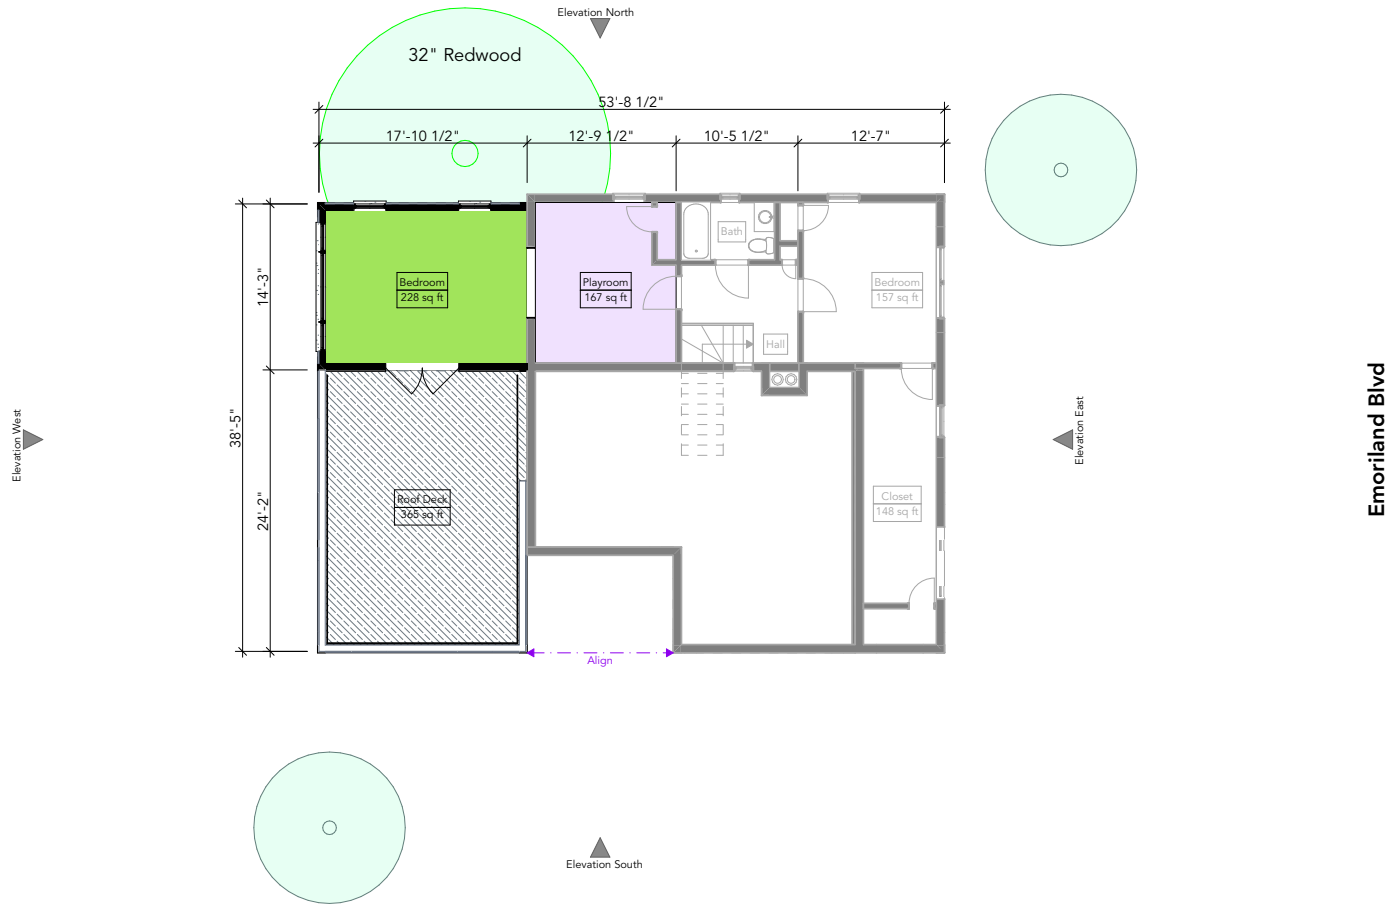 Elevation North
32" Redwood
53'-8 1/2"
17'-10 1/2"
12'-9 1/2"
10'-5 1/2"
12'-7"
Bath
Bedroom
228 sq ft
Playroom
167 sq ft
Bedroom
157 sq ft
14'-3"
Hall
38'-5"
Elevation West
Elevation East
Emoriland Blvd
24'-2"
Roof Deck
365 sq ft
Closet
148 sq ft
Align
Elevation South